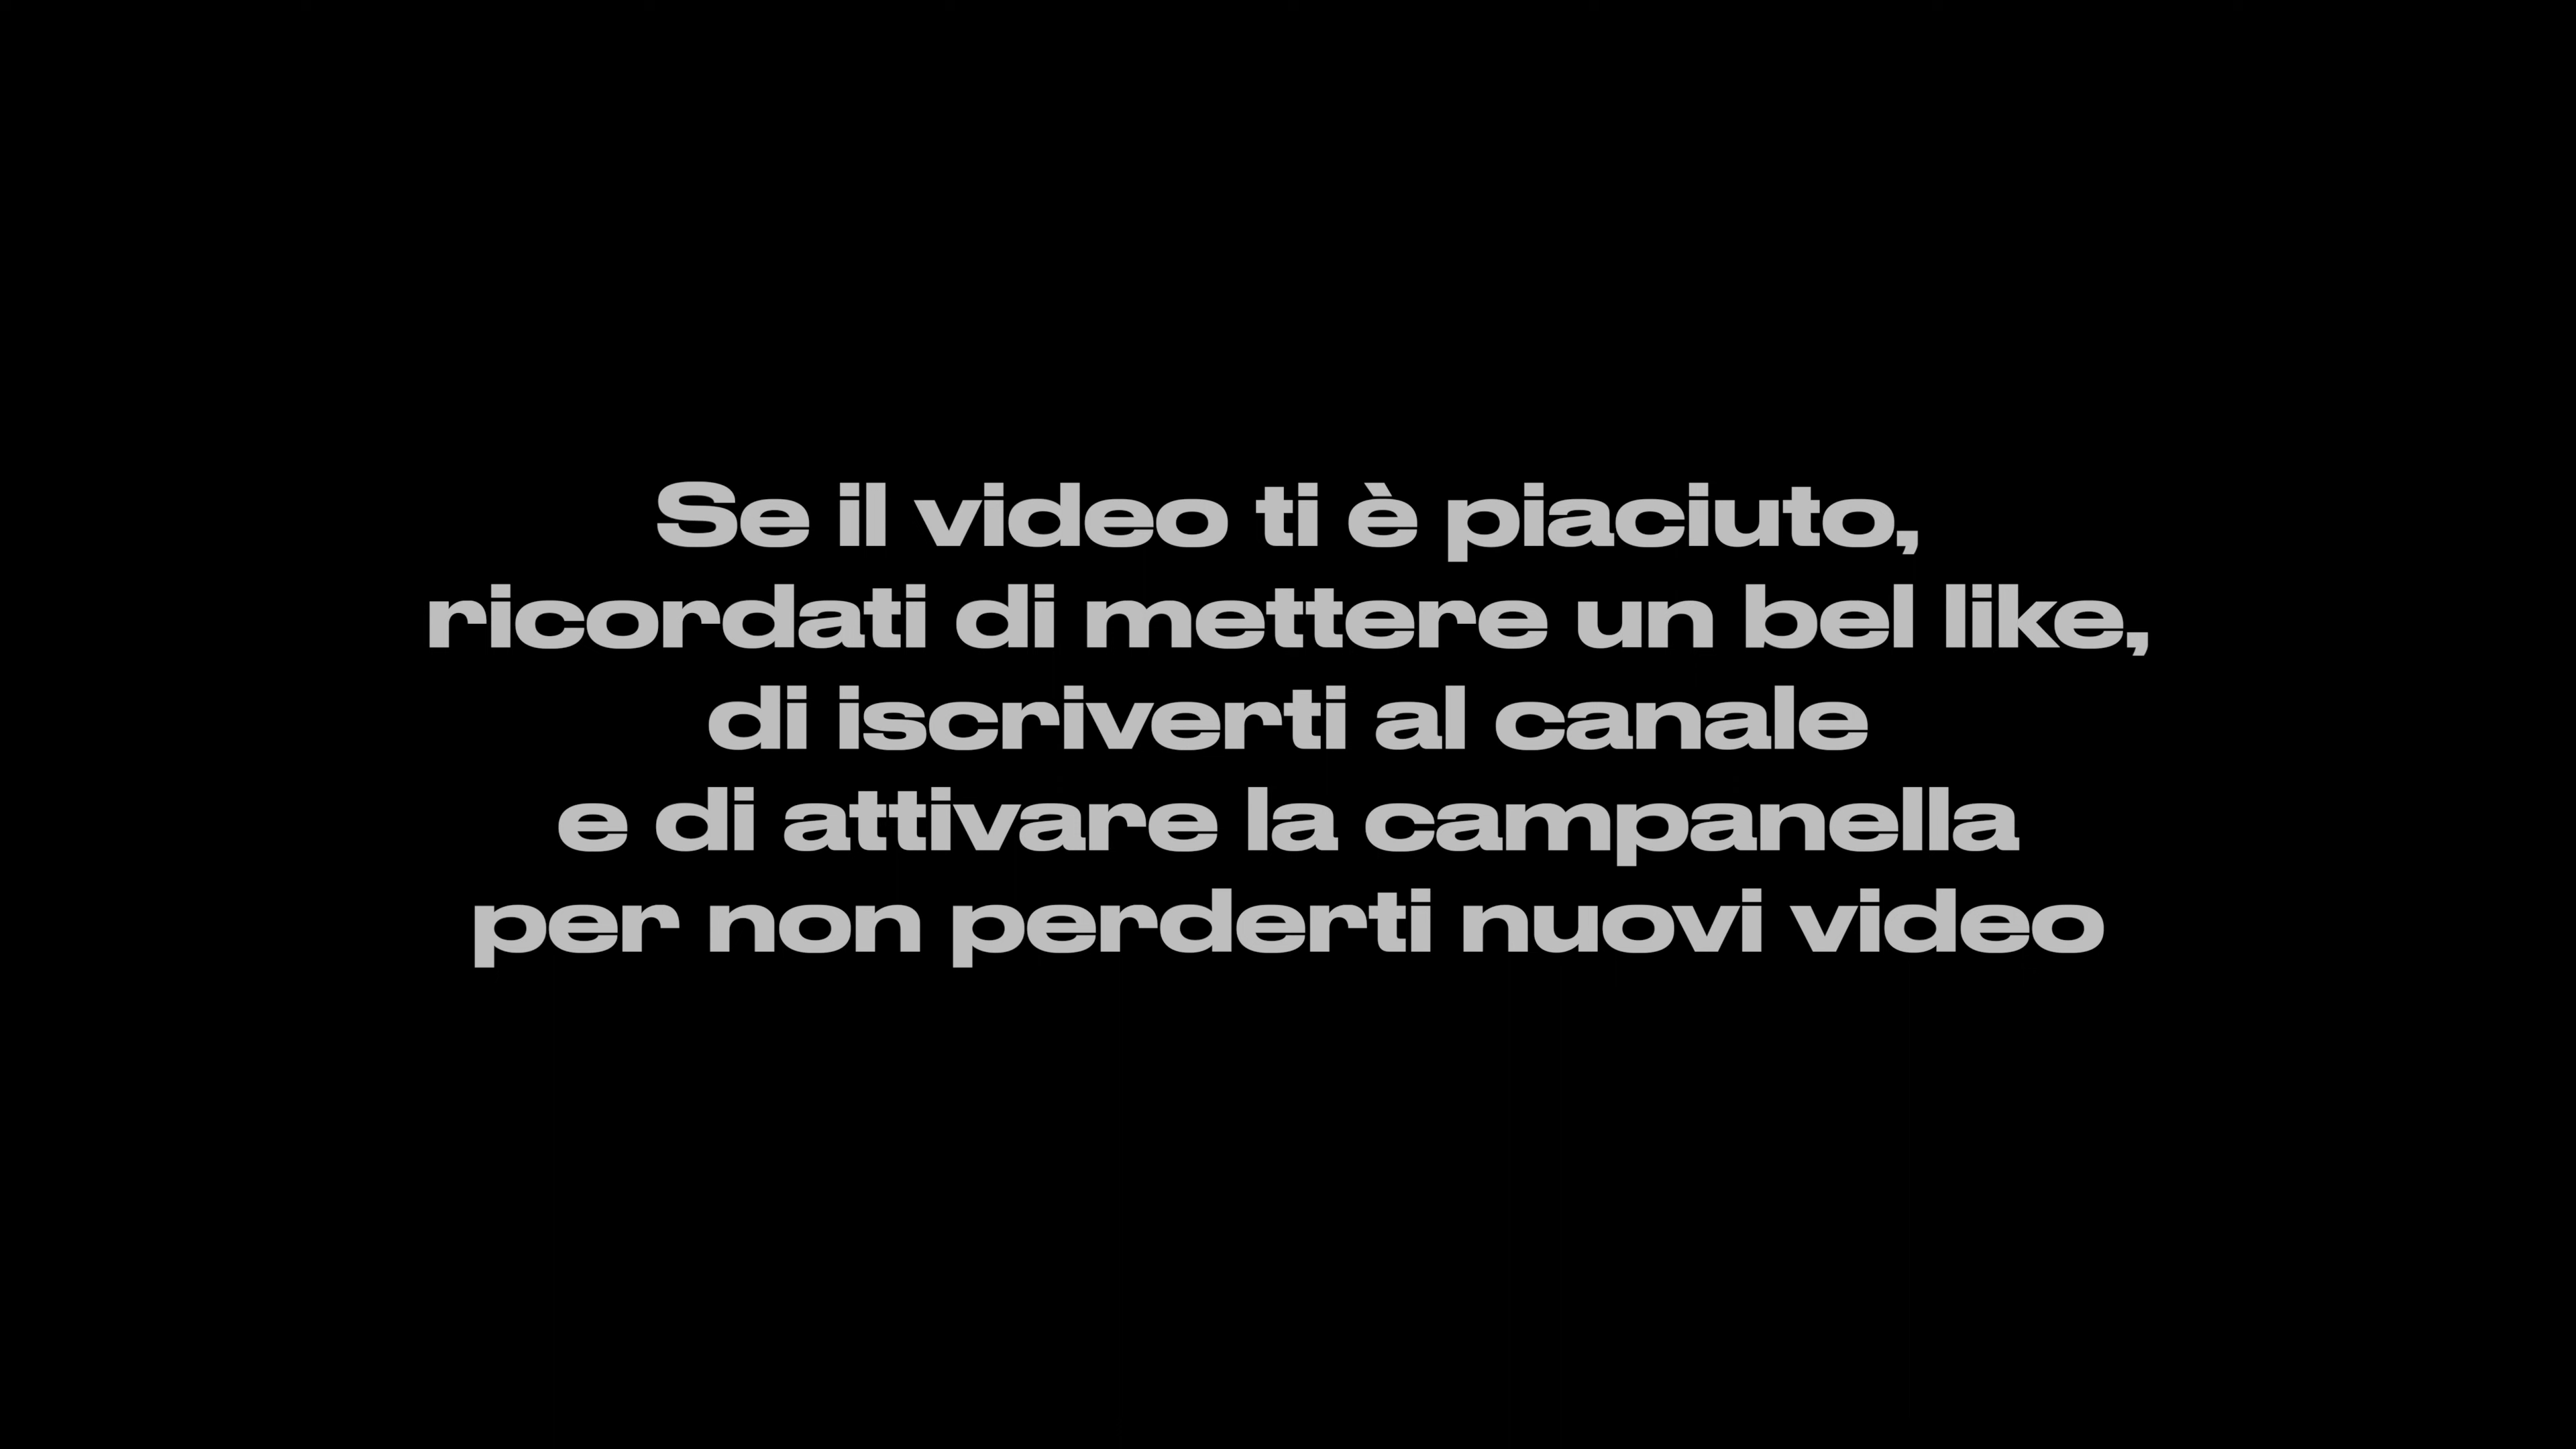 Se il video ti è piaciuto,
ricordati di mettere un bel like,
di iscriverti al canale
e di attivare la campanella
per non perderti nuovi video